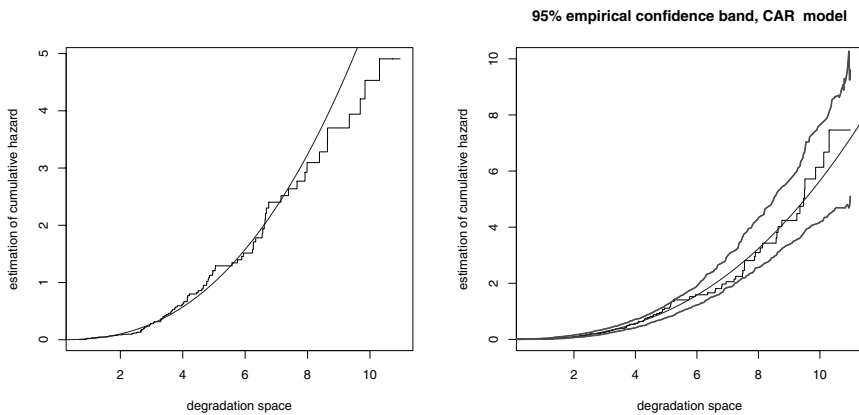 95% empirical confidence band, CAR model
estimation of cumulative hazard
5
4
3
2
1
0
2 4 6 8 10
degradation space
estimation of cumulative hazard
10
8
6
4
2
0
2 4 6 8 10
degradation space